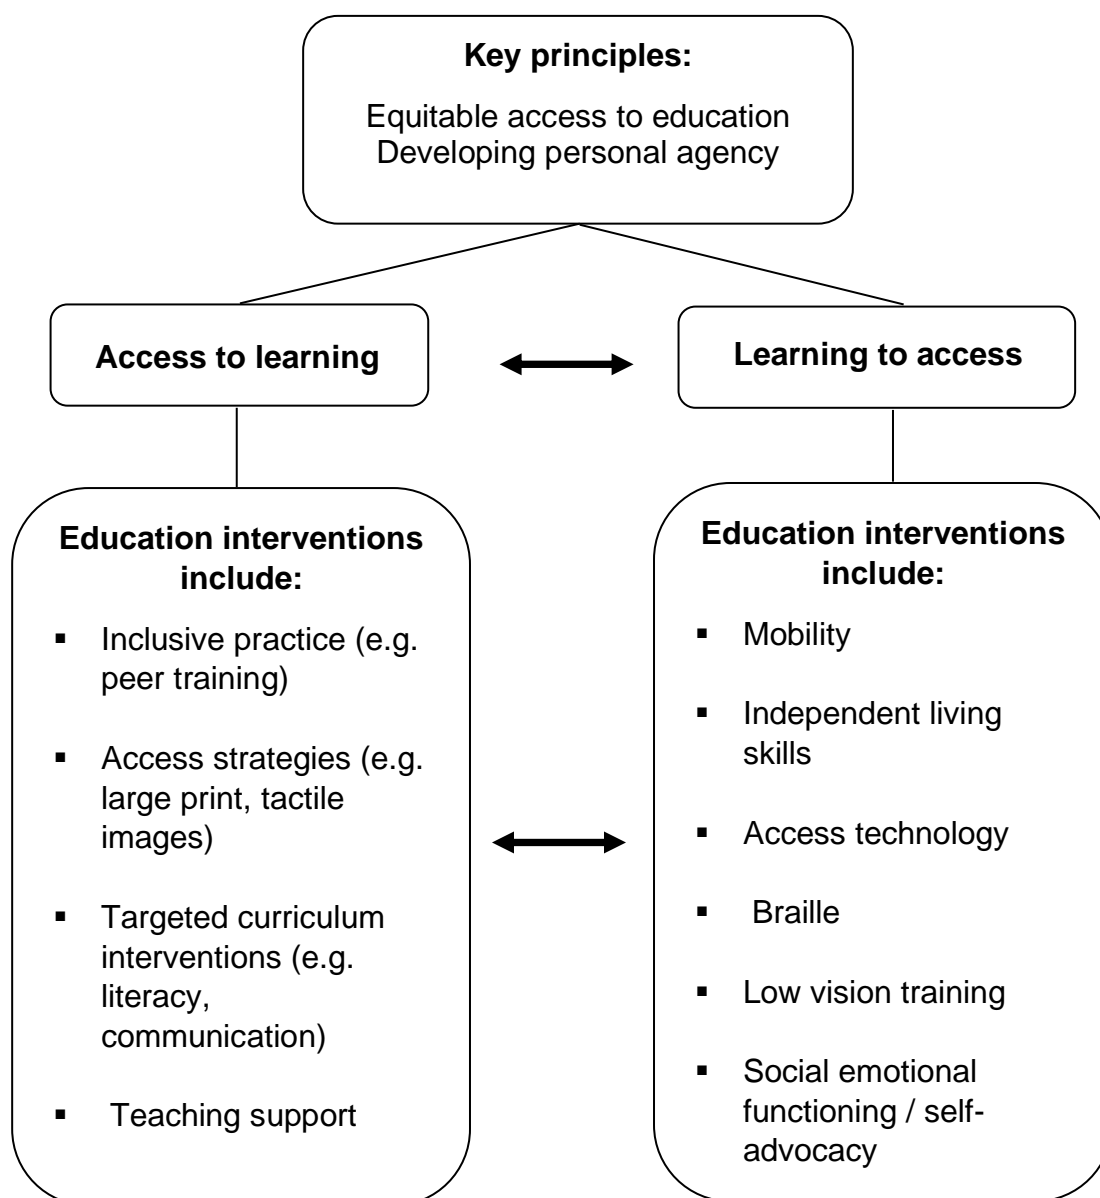 Key principles:
Equitable access to education
Developing personal agency
Access to learning
Learning to access
Education interventions
include:
▪ Inclusive practice (e.g.
peer training)
▪ Access strategies (e.g.
large print, tactile
images)
▪ Targeted curriculum
interventions (e.g.
literacy,
communication)
▪ Teaching support
Education interventions
include:
▪ Mobility
▪ Independent living
skills
▪ Access technology
▪ Braille
▪ Low vision training
▪ Social emotional
functioning / self-
advocacy